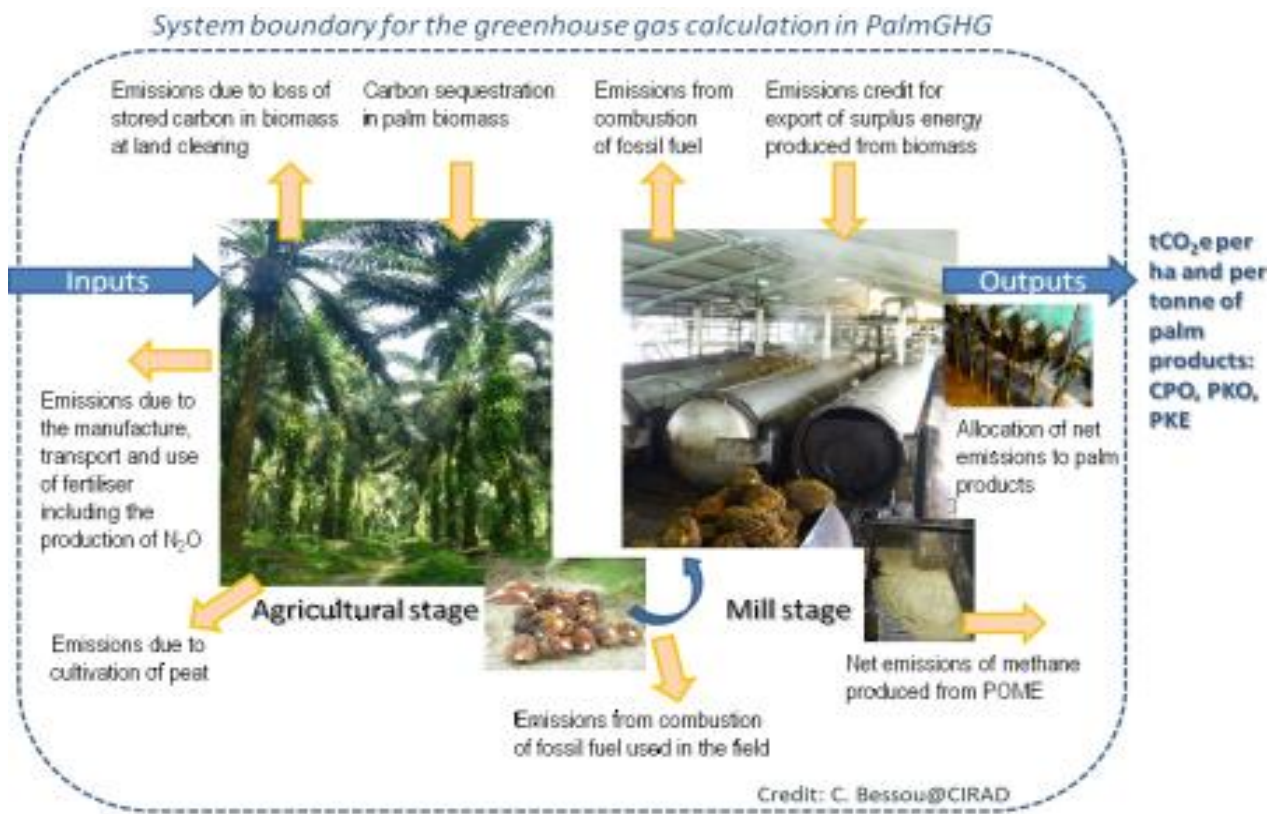 System boundary for the greenhouse gas calculation in PalmGHG
Emissions due to loss of
stored carbon in biomass
at land clearing
Carbon sequestration
in palm biomass
Emissions from
combustion
of fossil fuel
Emissions credit for
export of surplus energy
produced from biomass
Inputs
Outputs
tCO₂e per
ha and per
tonne of
palm
products:
CPO, PKO,
PKE
Emissions due to
the manufacture,
transport and use
of fertiliser
including the
production of N₂O
Allocation of net
emissions to palm
products
Agricultural stage
Mill stage
Emissions due to
cultivation of peat
Net emissions of methane
produced from POME
Emissions from combustion
of fossil fuel used in the field
Credit: C. Bessou@CIRAD